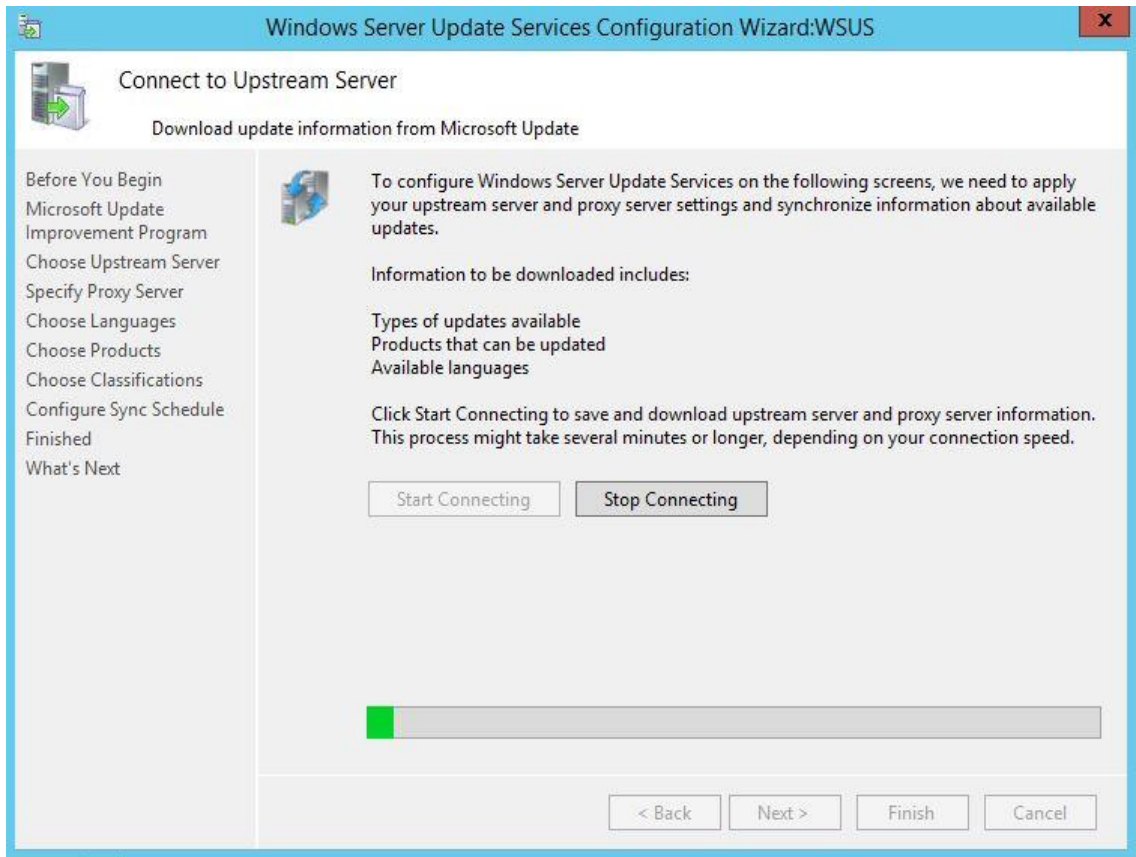 Windows Server Update Services Configuration Wizard:WSUS
x
Connect to Upstream Server
Download update information from Microsoft Update
Before You Begin
Microsoft Update
Improvement Program
Choose Upstream Server
Specify Proxy Server
Choose Languages
Choose Products
Choose Classifications
Configure Sync Schedule
Finished
What's Next
To configure Windows Server Update Services on the following screens, we need to apply
your upstream server and proxy server settings and synchronize information about available
updates.
Information to be downloaded includes:
Types of updates available
Products that can be updated
Available languages
Click Start Connecting to save and download upstream server and proxy server information.
This process might take several minutes or longer, depending on your connection speed.
Start Connecting Stop Connecting
< Back Next > Finish Cancel